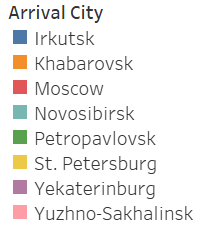 Arrival City
Irkutsk
Khabarovsk
Moscow
Novosibirsk
Petropavlovsk
St. Petersburg
Yekaterinburg
Yuzhno-Sakhalinsk